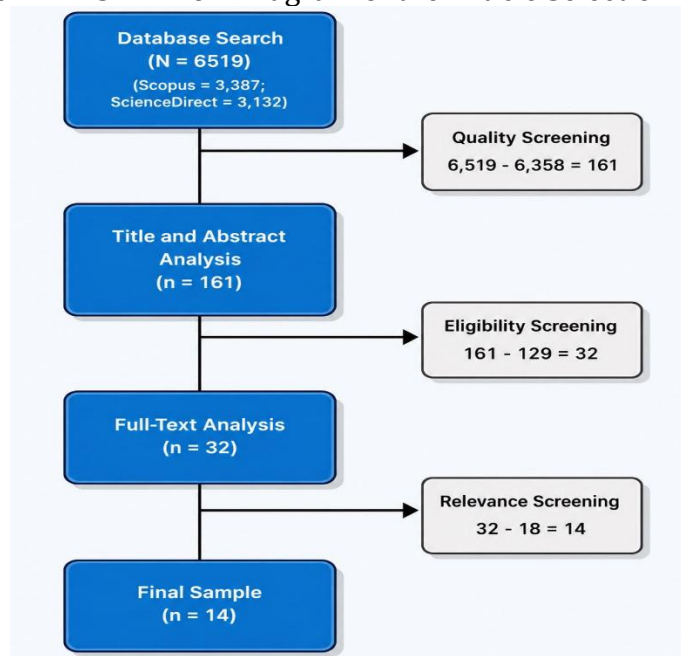 Database Search
(N = 6519)
(Scopus = 3,387;
ScienceDirect = 3,132)
Quality Screening
6,519 - 6,358 = 161
Title and Abstract
Analysis
(n = 161)
Eligibility Screening
161 - 129 = 32
Full-Text Analysis
(n = 32)
Relevance Screening
32 - 18 = 14
Final Sample
(n = 14)